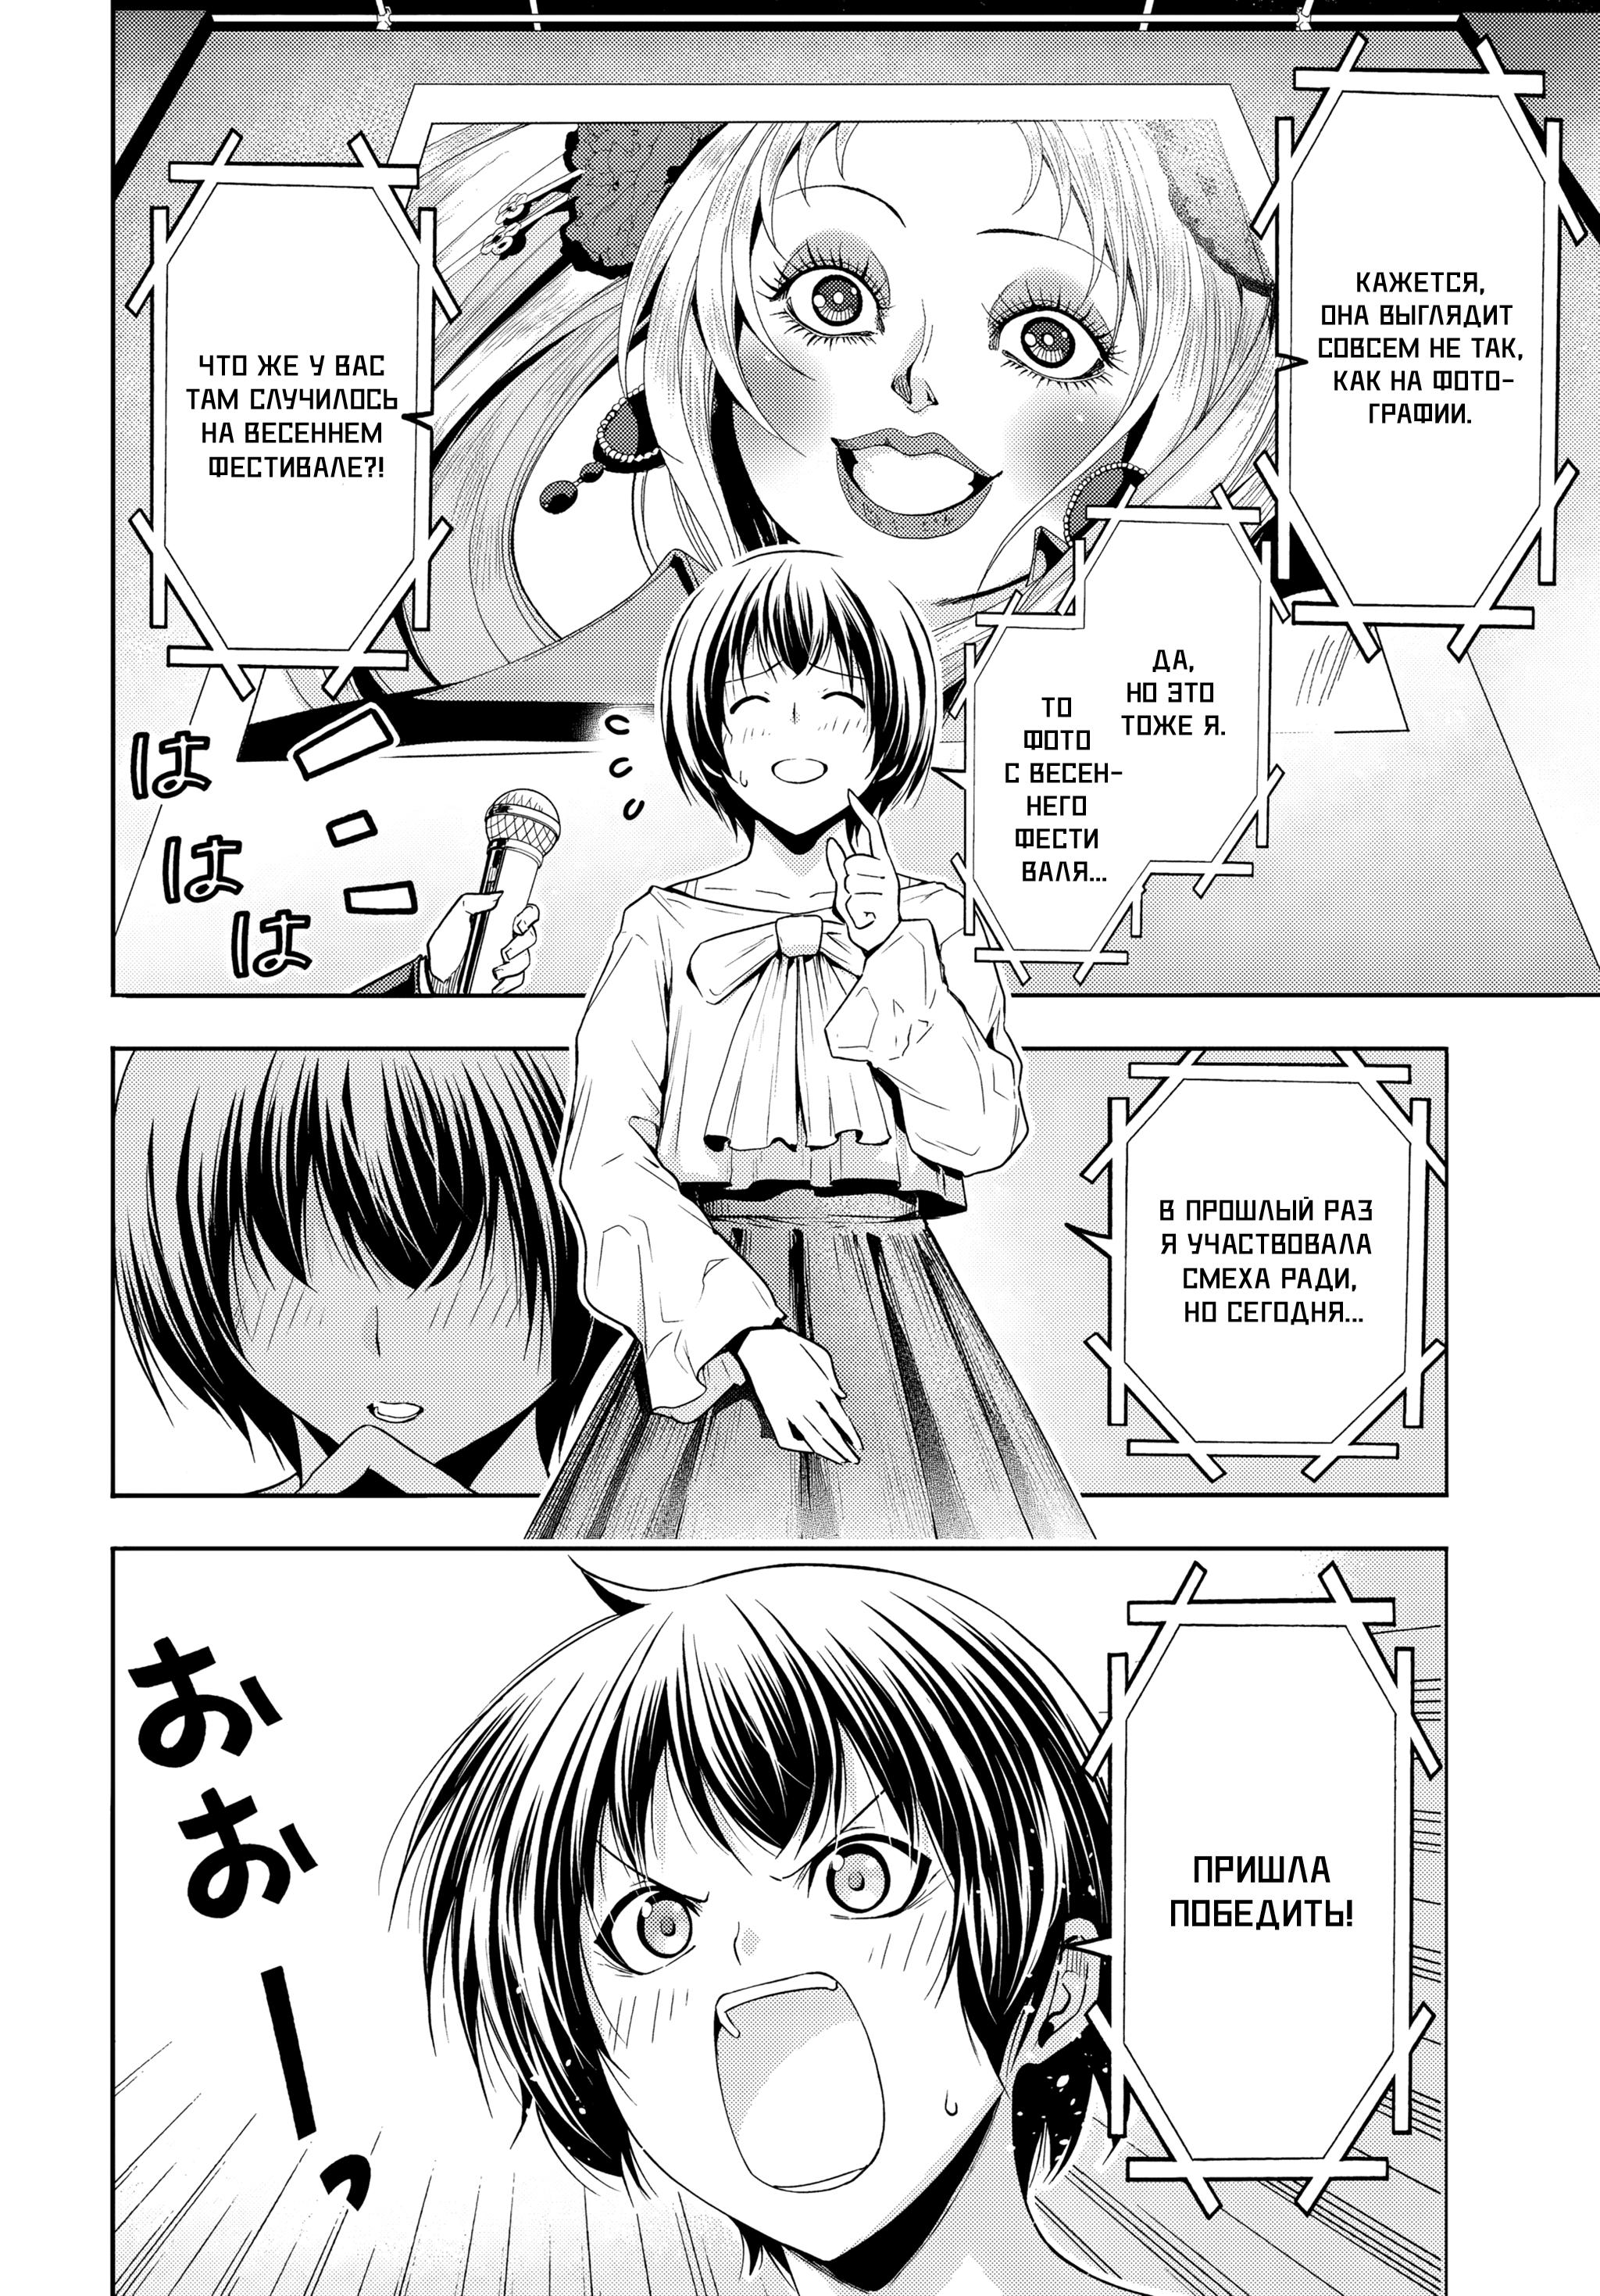 КАЖЕТСЯ,
ОНА ВЫГЛЯДИТ
СОВСЕМ НЕ ТАК,
КАК НА ФОТО-
ГРАФИИ.
ДА,
НО ЭТО
ТОЖЕ Я.
ТО
ФОТО
С ВЕСЕН-
НЕГО
ФЕСТИ
ВАЛЯ...
ЧТО ЖЕ У ВАС
ТАМ СЛУЧИЛОСЬ
НА ВЕСЕННЕМ
ФЕСТИВАЛЕ?!
はははは
В ПРОШЛЫЙ РАЗ
Я УЧАСТВОВАЛА
СМЕХА РАДИ,
НО СЕГОДНЯ...
ПРИШЛА
ПОБЕДИТЬ!
おおーっ